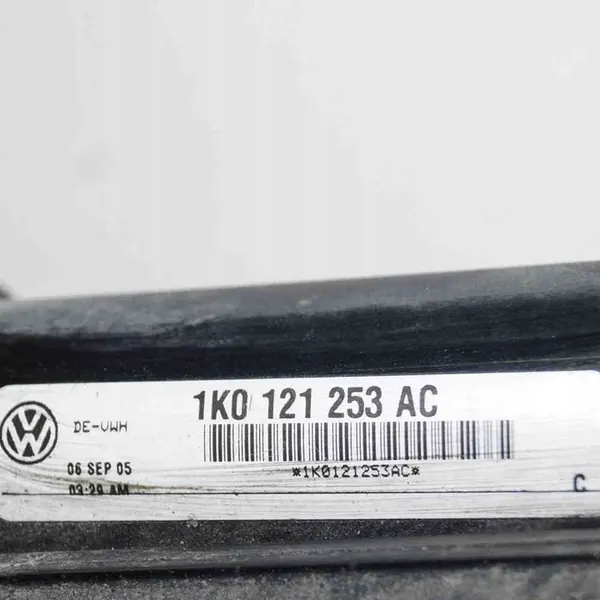 1K0 121 253 AC
DE-VWH
06 SEP 05
*1K0121253AC*
03:29 AM
C